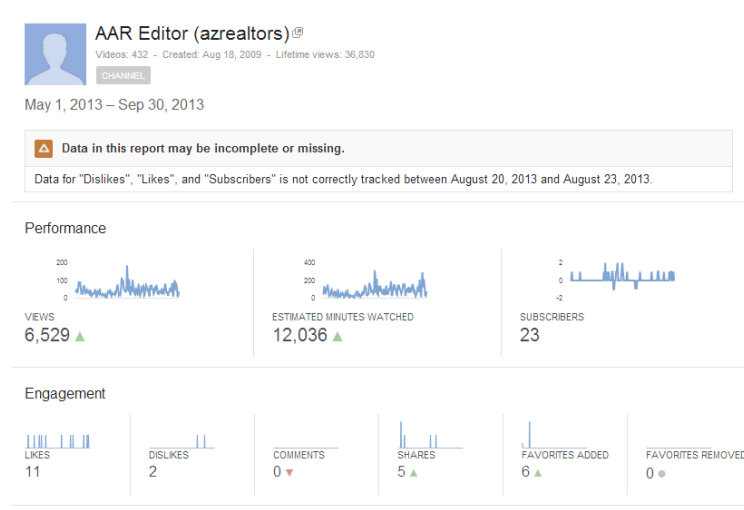 AAR Editor (azrealtors)
Videos: 432 - Created: Aug 18, 2009 - Lifetime views: 36,830
CHANNEL
May 1, 2013 – Sep 30, 2013
Data in this report may be incomplete or missing.
Data for "Dislikes", "Likes", and "Subscribers" is not correctly tracked between August 20, 2013 and August 23, 2013.
Performance
200
100
0
VIEWS
6,529
400
200
0
ESTIMATED MINUTES WATCHED
12,036
2
0
-2
SUBSCRIBERS
23
Engagement
LIKES
11
DISLIKES
2
COMMENTS
0
SHARES
5
FAVORITES ADDED
6
FAVORITES REMOVED
0